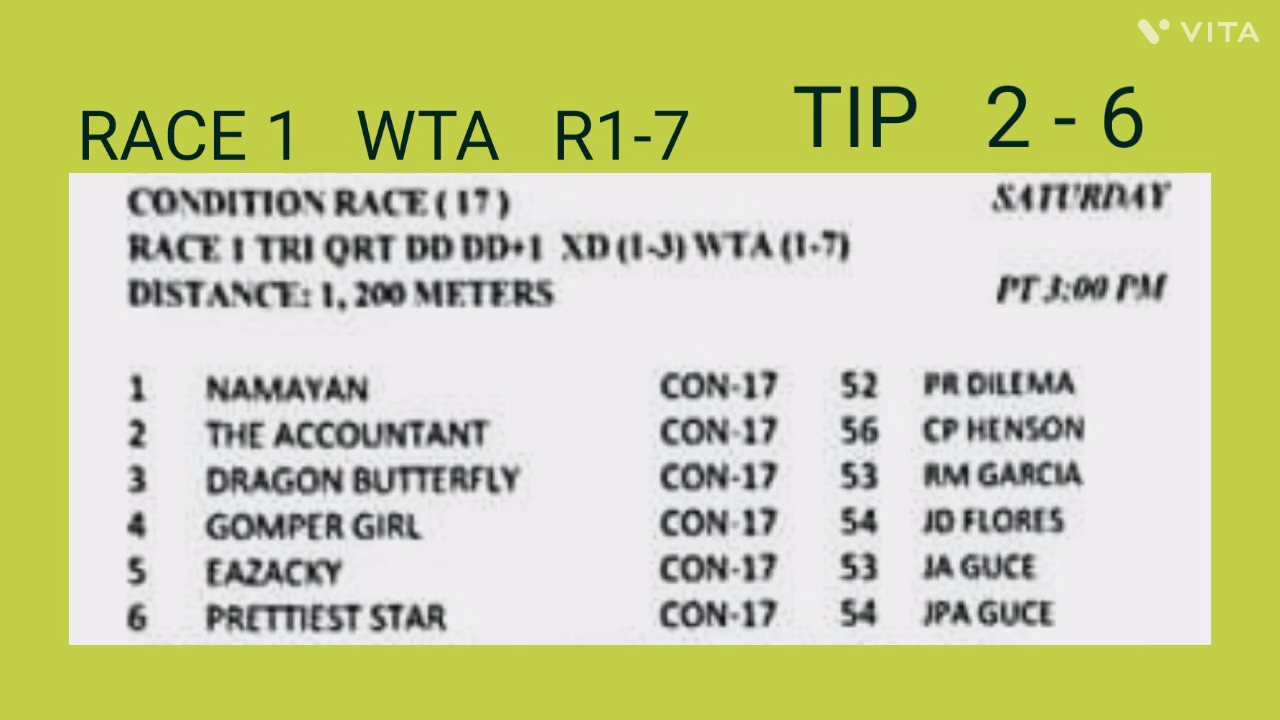 VITA
RACE 1 WTA R1-7 TIP 2 - 6
CONDITION RACE ( 17 ) SATURDAY
RACE 1 TRI QRT DD DD+1 XD (1-3) WTA (1-7)
DISTANCE: 1, 200 METERS PT 3:00 PM
1 NAMAYAN CON-17 52 PR DILEMA
2 THE ACCOUNTANT CON-17 56 CP HENSON
3 DRAGON BUTTERFLY CON-17 53 RM GARCIA
4 GOMPER GIRL CON-17 54 JD FLORES
5 EAZACKY CON-17 53 JA GUCE
6 PRETTIEST STAR CON-17 54 JPA GUCE